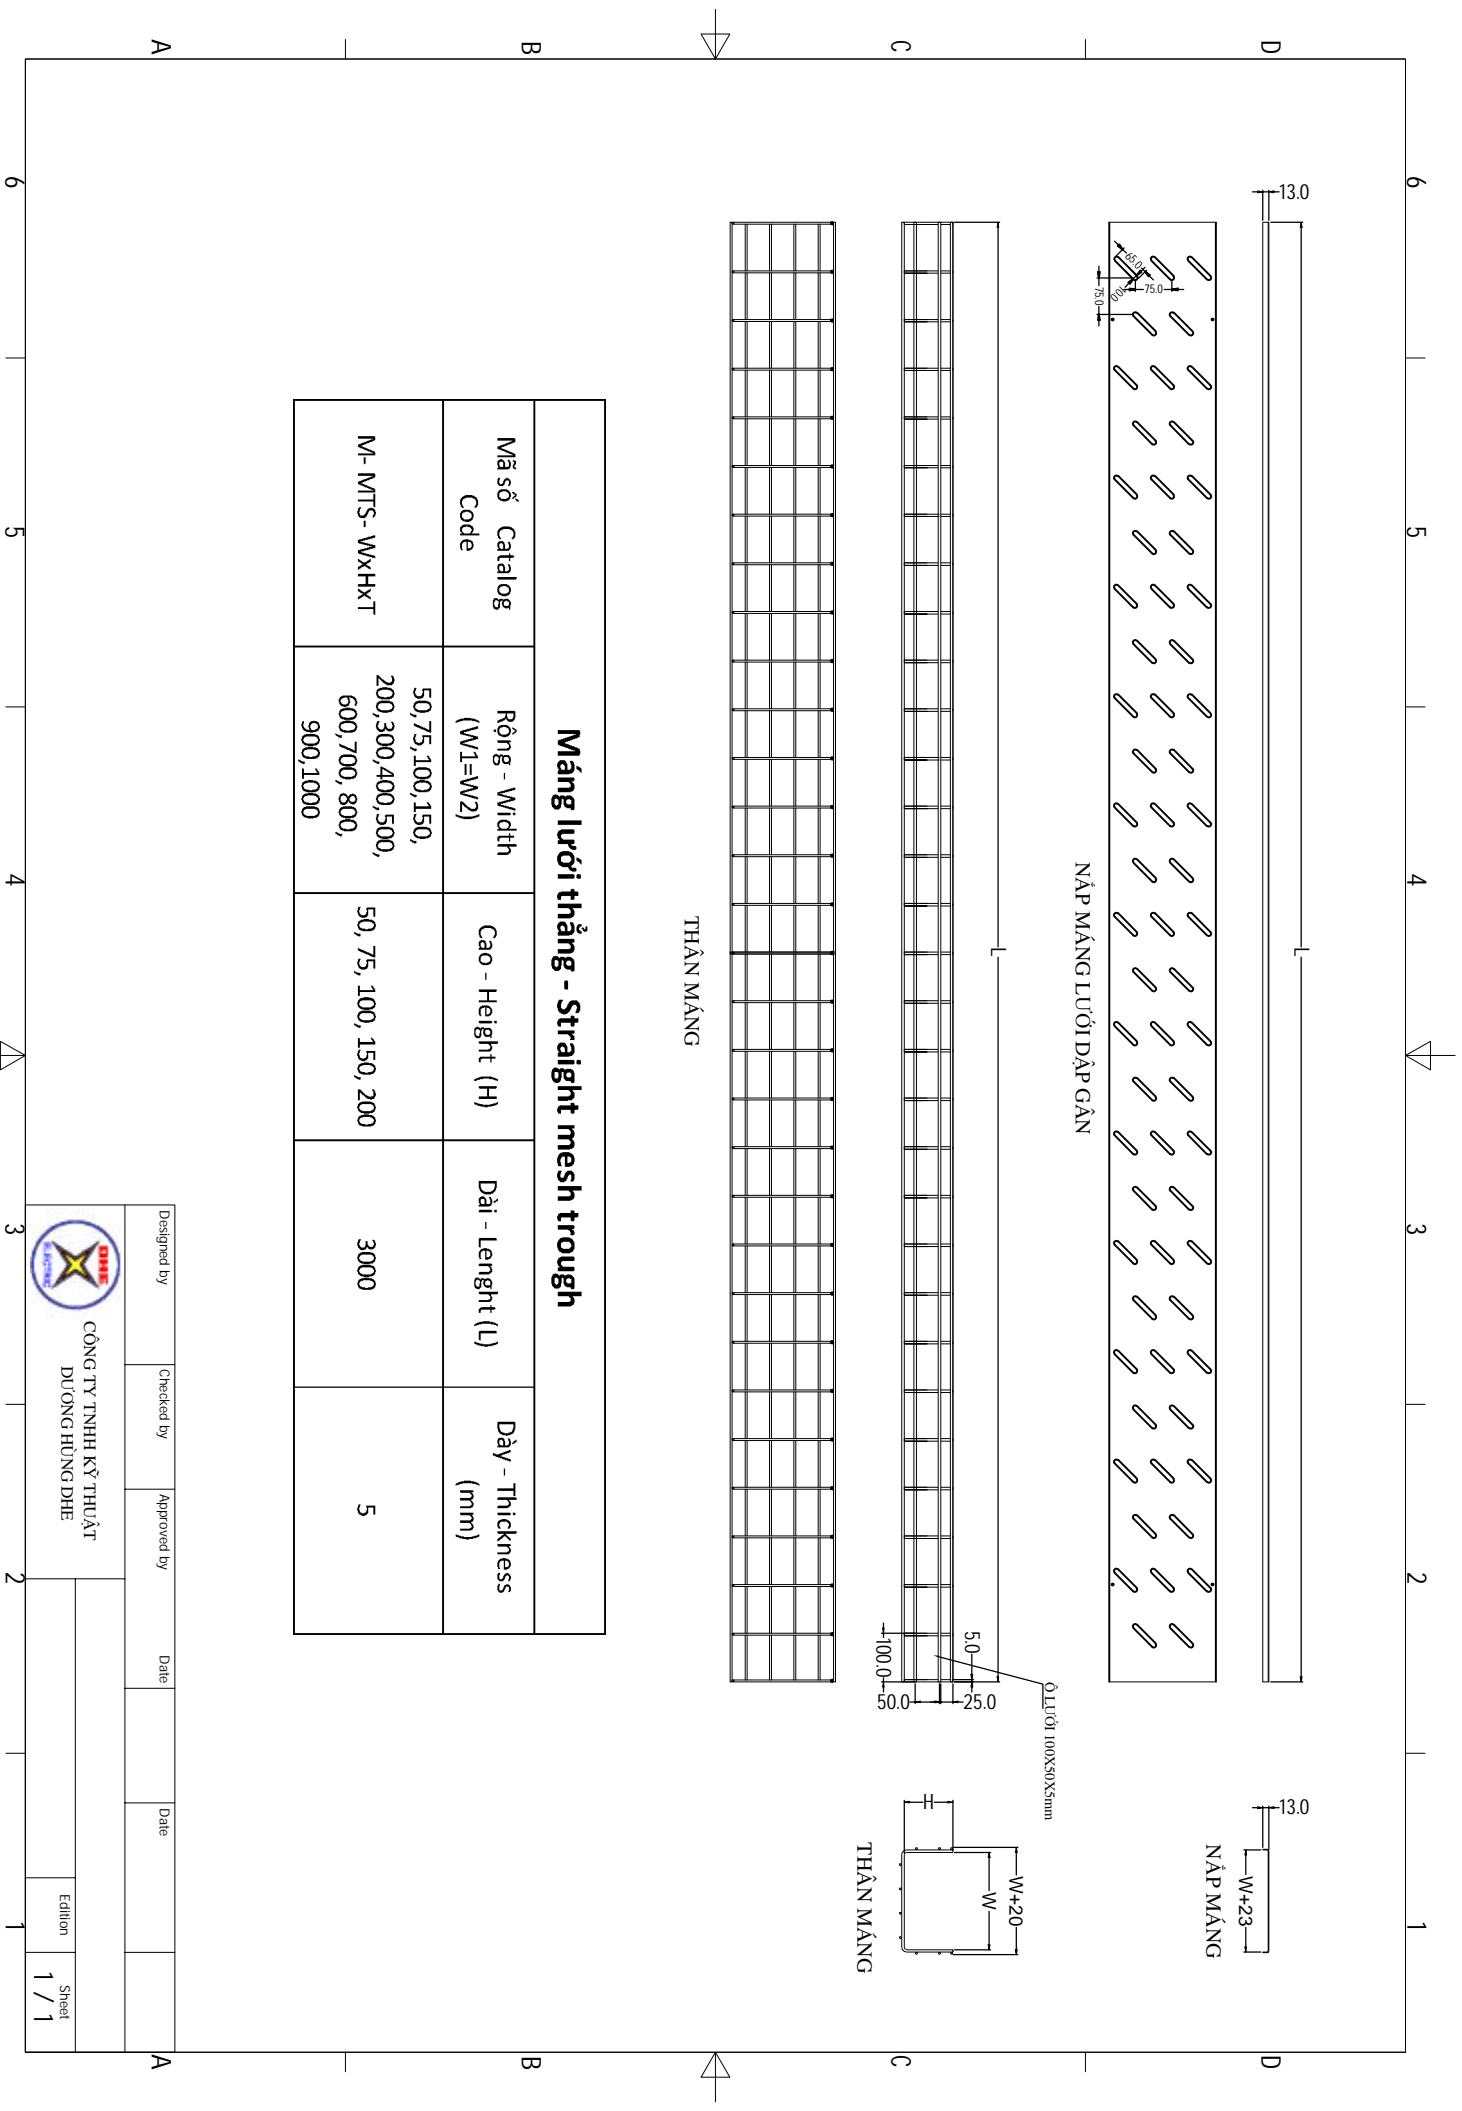 6
5
4
3
2
1
D
D
13.0
L
13.0
W+23
NẮP MÁNG
65.0
10.0
75.0
75.0
NẮP MÁNG LƯỚI DẬP GÂN
Ô LƯỚI 100X50X5mm
C
C
L
5.0
25.0
50.0
100.0
W+20
W
H
THÂN MÁNG
THÂN MÁNG
B
B
Máng lưới thẳng - Straight mesh trough
Mã số Catalog
Code
Rộng - Width
(W1=W2)
Cao - Height (H)
Dài - Lenght (L)
Dày - Thickness
(mm)
M- MTS- WxHxT
50,75,100,150,
200,300,400,500,
600,700, 800,
900,1000
50, 75, 100, 150, 200
3000
5
A
A
Designed by
Checked by
Approved by
Date
Date
DHE
ELECTRIC
CÔNG TY TNHH KỸ THUẬT
DƯƠNG HÙNG DHE
Edition
Sheet
1 / 1
6
5
4
3
2
1